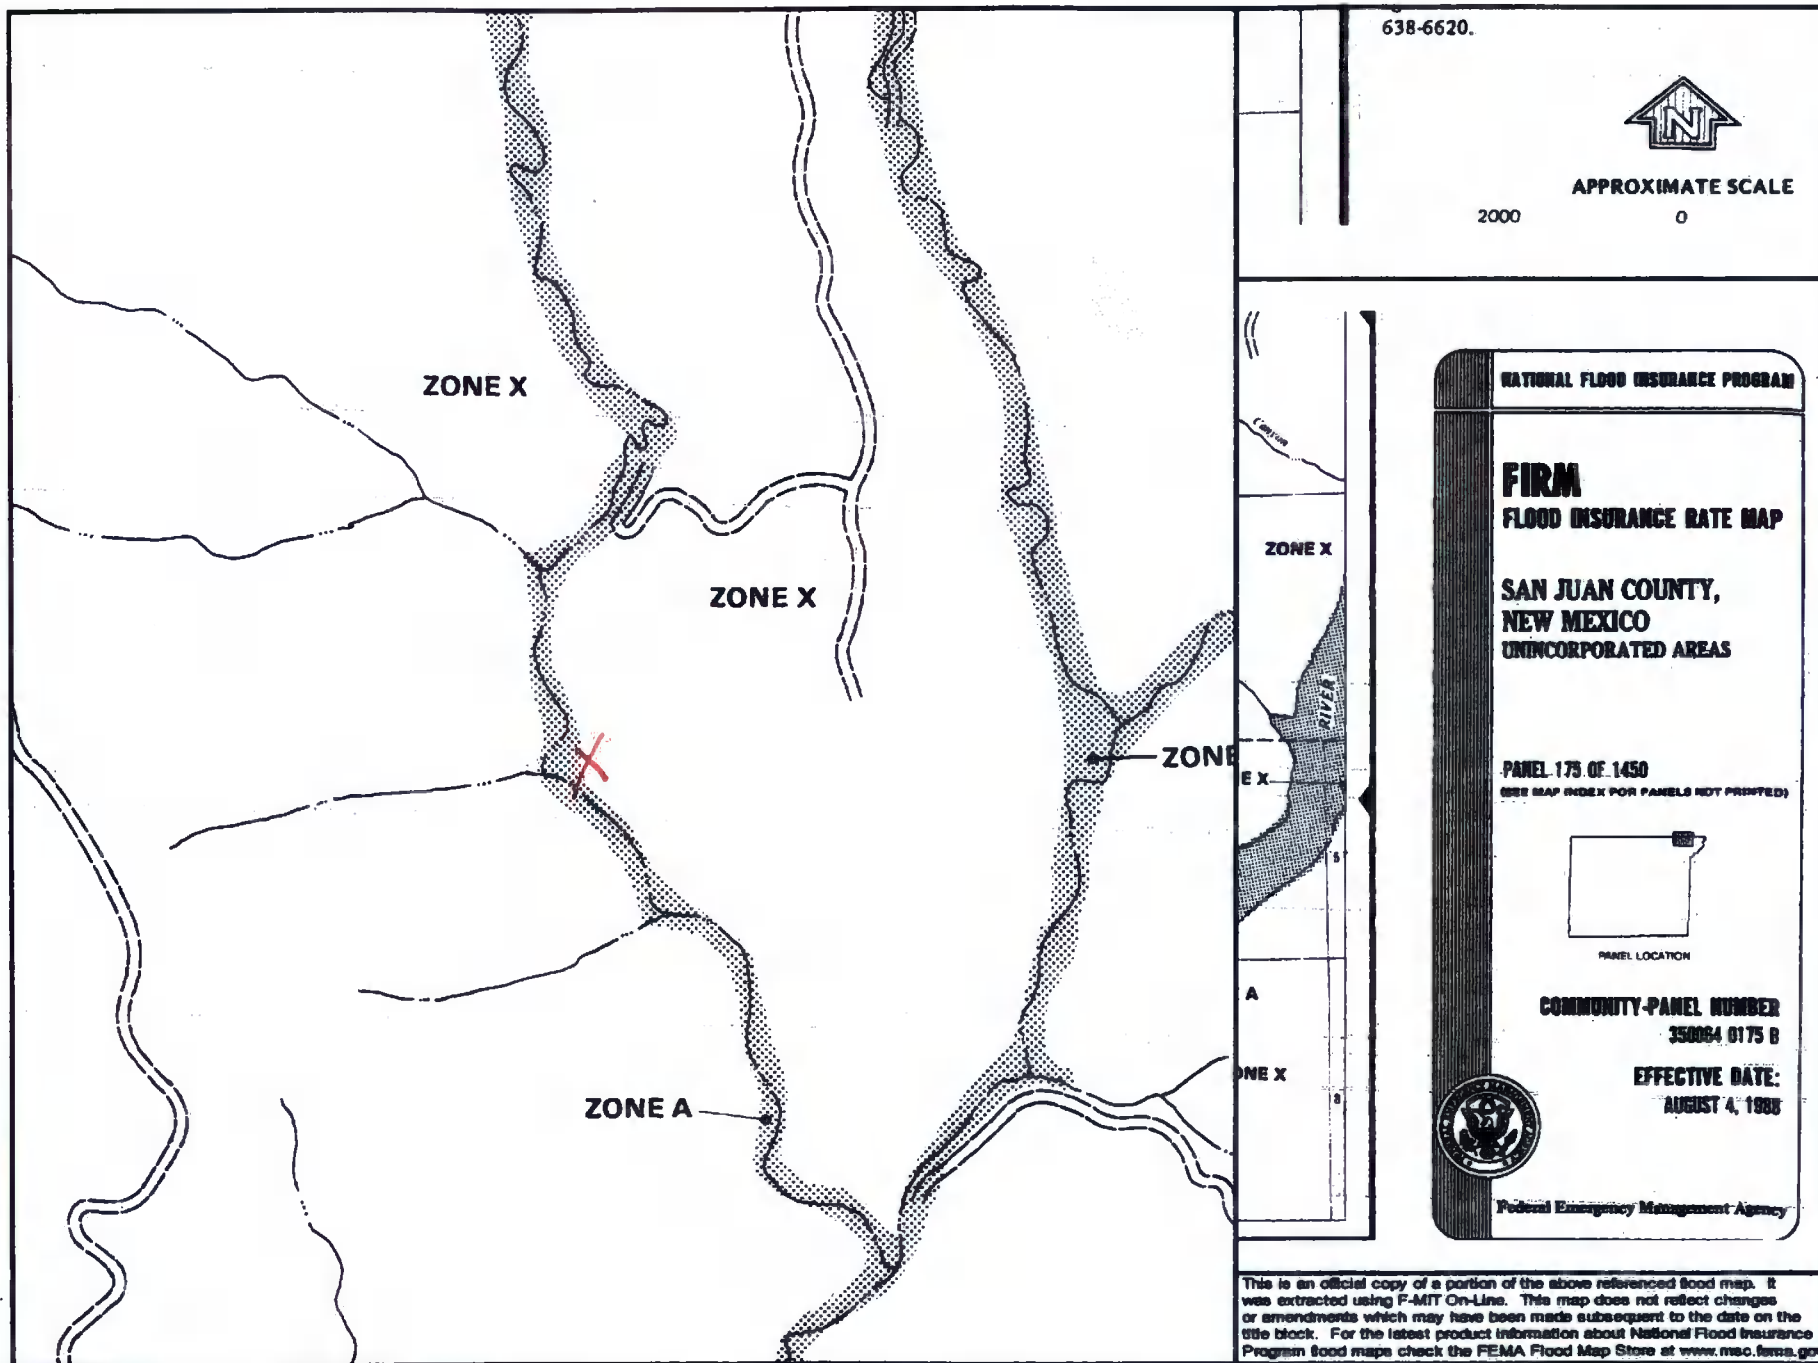 638-6620.
N
APPROXIMATE SCALE
2000 0
ZONE X
ZONE X
ZONE
ZONE A
Canyon
ZONE X
RIVER
E X
5
A
ONE X
8
NATIONAL FLOOD INSURANCE PROGRAM
FIRM
FLOOD INSURANCE RATE MAP
SAN JUAN COUNTY,
NEW MEXICO
UNINCORPORATED AREAS
PANEL 175 OF 1450
(SEE MAP INDEX FOR PANELS NOT PRINTED)
PANEL LOCATION
COMMUNITY-PANEL NUMBER
350064 0175 B
EFFECTIVE DATE:
AUGUST 4, 1988
Federal Emergency Management Agency
This is an official copy of a portion of the above referenced flood map. It
was extracted using F-MIT On-Line. This map does not reflect changes
or amendments which may have been made subsequent to the date on the
title block. For the latest product information about National Flood Insurance
Program flood maps check the FEMA Flood Map Store at www.msc.fema.gov